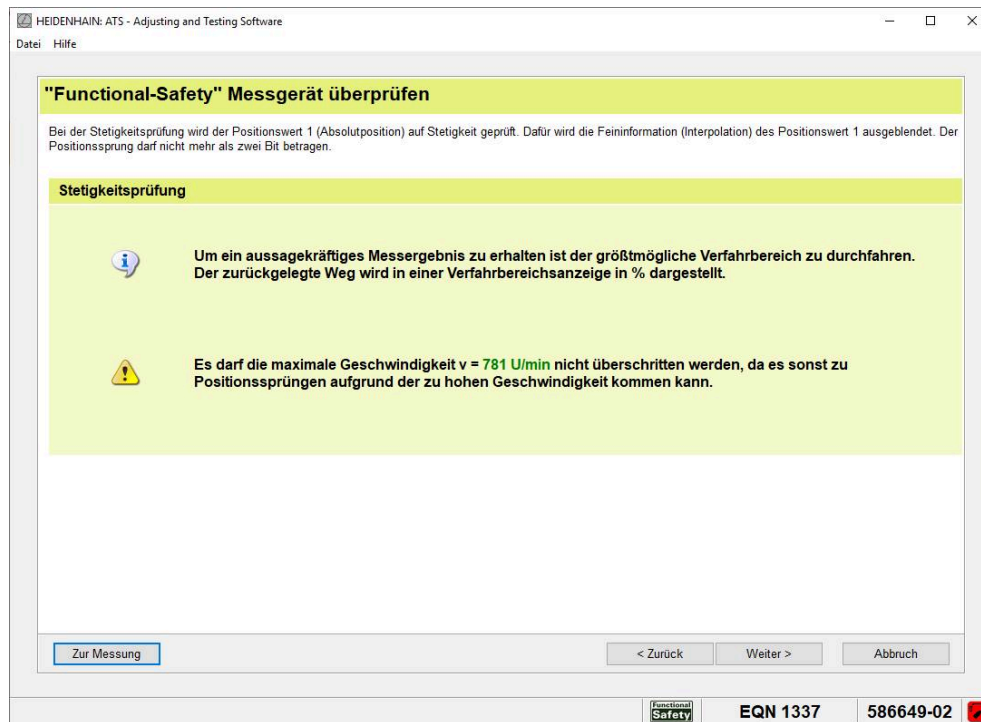 HEIDENHAIN: ATS - Adjusting and Testing Software
Datei Hilfe
"Functional-Safety" Messgerät überprüfen
Bei der Stetigkeitsprüfung wird der Positionswert 1 (Absolutposition) auf Stetigkeit geprüft. Dafür wird die Feininformation (Interpolation) des Positionswert 1 ausgeblendet. Der
Positionssprung darf nicht mehr als zwei Bit betragen.
Stetigkeitsprüfung
Um ein aussagekräftiges Messergebnis zu erhalten ist der größtmögliche Verfahrbereich zu durchfahren.
Der zurückgelegte Weg wird in einer Verfahrbereichsanzeige in % dargestellt.
Es darf die maximale Geschwindigkeit v = 781 U/min nicht überschritten werden, da es sonst zu
Positionssprüngen aufgrund der zu hohen Geschwindigkeit kommen kann.
Zur Messung
< Zurück
Weiter >
Abbruch
Functional
Safety
EQN 1337
586649-02